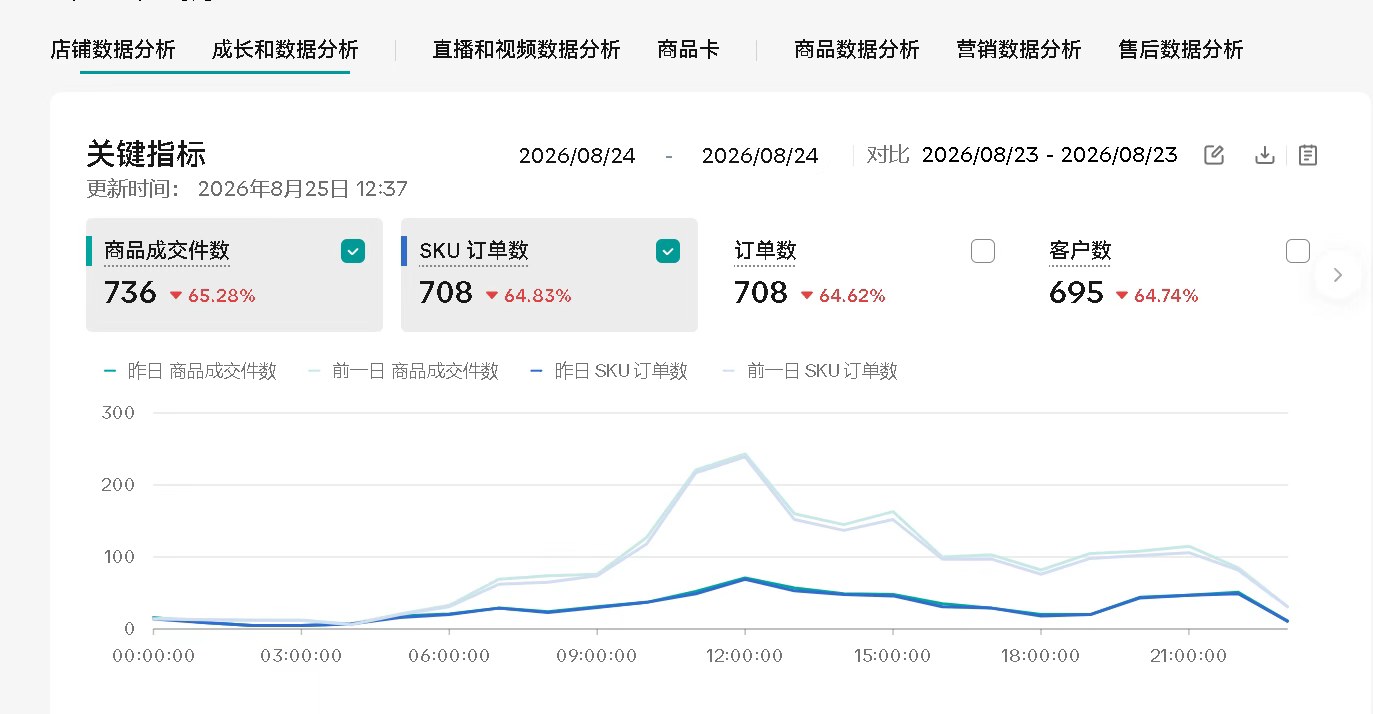 店铺数据分析 成长和数据分析 直播和视频数据分析 商品卡 商品数据分析 营销数据分析 售后数据分析
关键指标
2026/08/24 - 2026/08/24 对比 2026/08/23 - 2026/08/23
更新时间： 2026年8月25日 12:37
商品成交件数 SKU 订单数 订单数 客户数
736 65.28% 708 64.83% 708 64.62% 695 64.74%
昨日 商品成交件数 前一日 商品成交件数 昨日 SKU 订单数 前一日 SKU 订单数
300
200
100
0
00:00:00 03:00:00 06:00:00 09:00:00 12:00:00 15:00:00 18:00:00 21:00:00